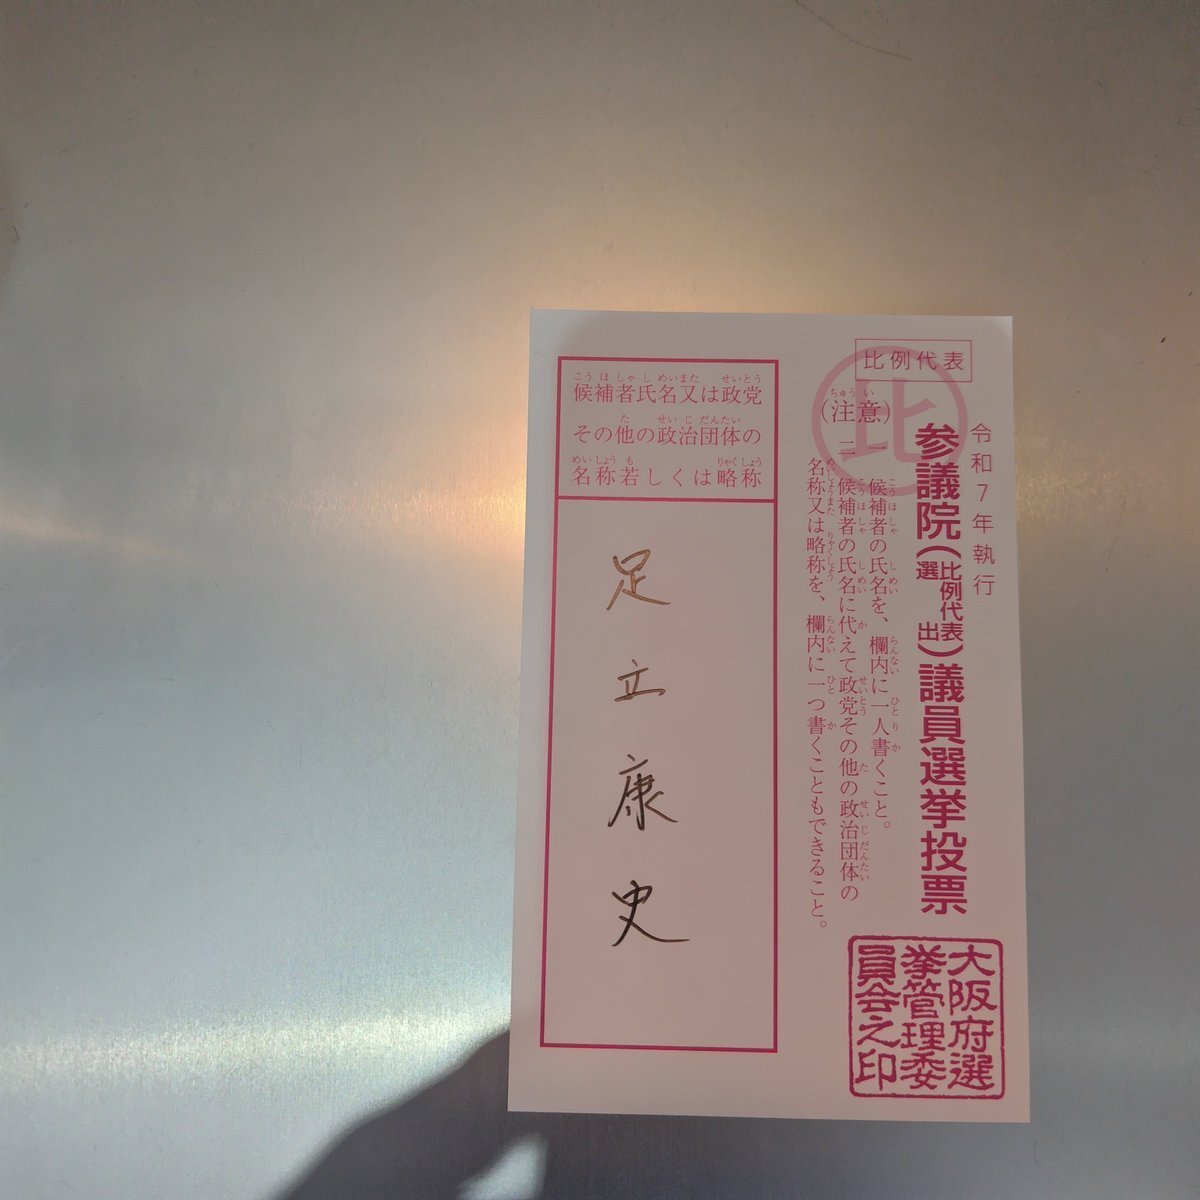 比例代表
比
令和7年執行
参議院(比例代表選出)議員選挙投票
(注意)
一 候補者の氏名を、欄内に一人書くこと。
二 候補者の氏名に代えて政党その他の政治団体の
名称又は略称を、欄内に一つ書くこともできること。
候補者氏名又は政党
その他の政治団体の
名称若しくは略称
足立康史
大阪府選
挙管理委
員会之印